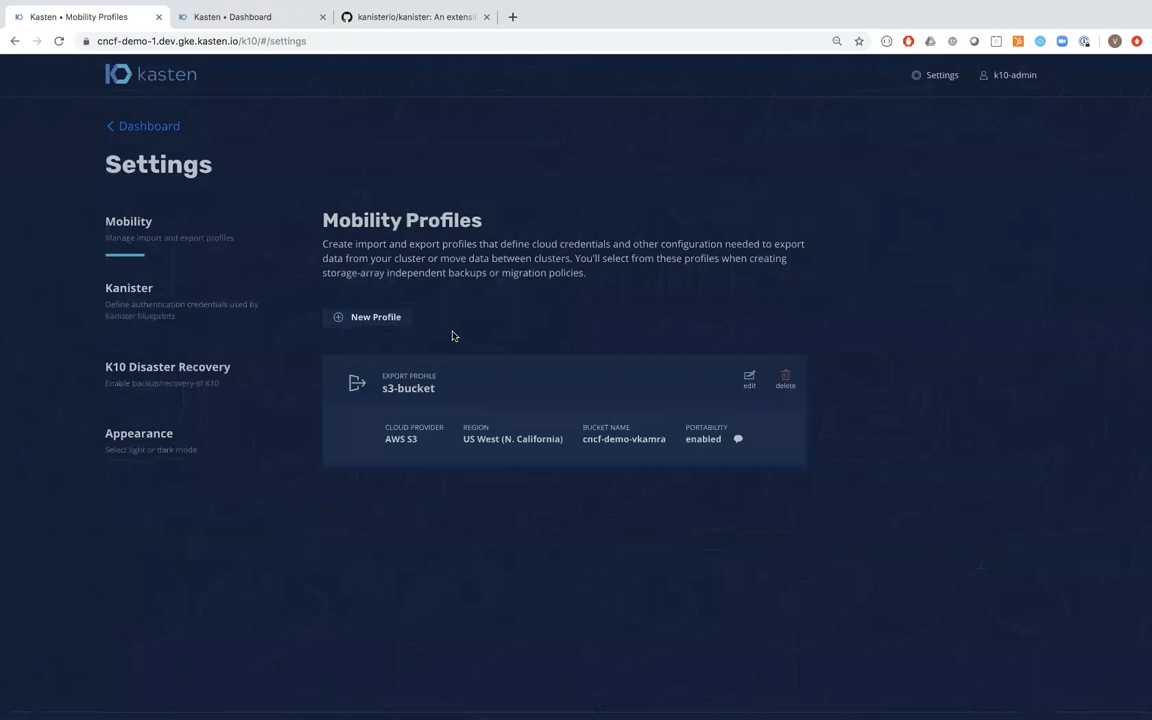 Kasten • Mobility Profiles
Kasten • Dashboard
kanisterio/kanister: An extensi
cncf-demo-1.dev.gke.kasten.io/k10/#/settings
V
kasten
Settings
k10-admin
Dashboard
Settings
Mobility
Manage import and export profiles
Kanister
Define authentication credentials used by
Kanister Blueprints
K10 Disaster Recovery
Enable backup/recovery of K10
Appearance
Select light or dark mode
Mobility Profiles
Create import and export profiles that define cloud credentials and other configuration needed to export
data from your cluster or move data between clusters. You'll select from these profiles when creating
storage-array independent backups or migration policies.
New Profile
EXPORT PROFILE
s3-bucket
edit
delete
CLOUD PROVIDER
AWS S3
REGION
US West (N. California)
BUCKET NAME
cncf-demo-vkamra
PORTABILITY
enabled